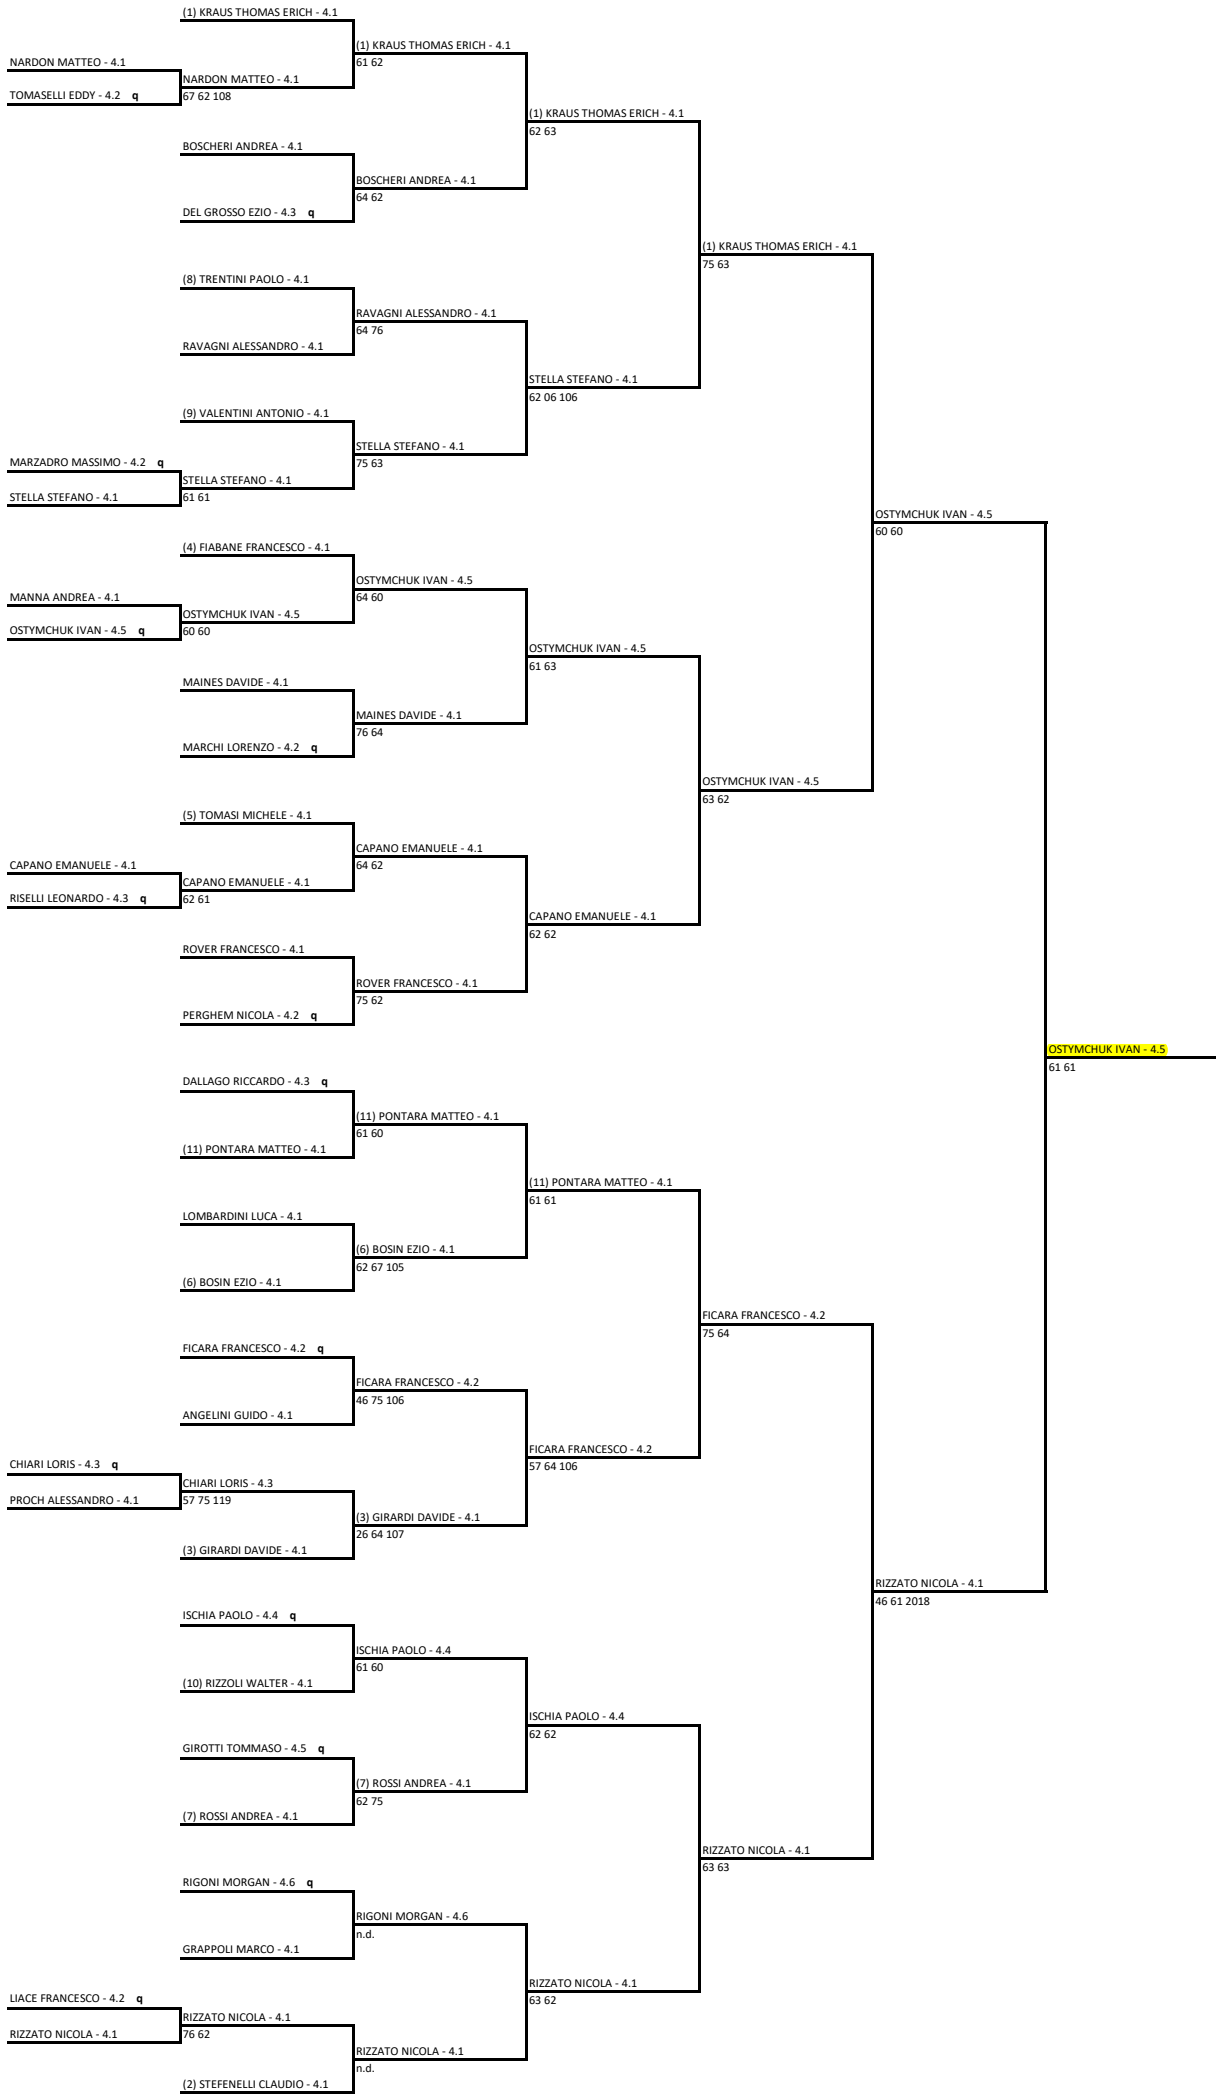 (1) KRAUS THOMAS ERICH - 4.1
(1) KRAUS THOMAS ERICH - 4.1
NARDON MATTEO - 4.1
61 62
NARDON MATTEO - 4.1
TOMASELLI EDDY - 4.2 q
67 62 108
(1) KRAUS THOMAS ERICH - 4.1
62 63
BOSCHERI ANDREA - 4.1
BOSCHERI ANDREA - 4.1
64 62
DEL GROSSO EZIO - 4.3 q
(1) KRAUS THOMAS ERICH - 4.1
75 63
(8) TRENTINI PAOLO - 4.1
RAVAGNI ALESSANDRO - 4.1
64 76
RAVAGNI ALESSANDRO - 4.1
STELLA STEFANO - 4.1
62 06 106
(9) VALENTINI ANTONIO - 4.1
STELLA STEFANO - 4.1
MARZADRO MASSIMO - 4.2 q
75 63
STELLA STEFANO - 4.1
STELLA STEFANO - 4.1
61 61
OSTYMCHUK IVAN - 4.5
60 60
(4) FIABANE FRANCESCO - 4.1
OSTYMCHUK IVAN - 4.5
MANNA ANDREA - 4.1
64 60
OSTYMCHUK IVAN - 4.5
OSTYMCHUK IVAN - 4.5 q
60 60
OSTYMCHUK IVAN - 4.5
61 63
MAINES DAVIDE - 4.1
MAINES DAVIDE - 4.1
76 64
MARCHI LORENZO - 4.2 q
OSTYMCHUK IVAN - 4.5
63 62
(5) TOMASI MICHELE - 4.1
CAPANO EMANUELE - 4.1
CAPANO EMANUELE - 4.1
64 62
CAPANO EMANUELE - 4.1
RISELLI LEONARDO - 4.3 q
62 61
CAPANO EMANUELE - 4.1
62 62
ROVER FRANCESCO - 4.1
ROVER FRANCESCO - 4.1
75 62
PERGHEM NICOLA - 4.2 q
OSTYMCHUK IVAN - 4.5
61 61
DALLAGO RICCARDO - 4.3 q
(11) PONTARA MATTEO - 4.1
61 60
(11) PONTARA MATTEO - 4.1
(11) PONTARA MATTEO - 4.1
61 61
LOMBARDINI LUCA - 4.1
(6) BOSIN EZIO - 4.1
62 67 105
(6) BOSIN EZIO - 4.1
FICARA FRANCESCO - 4.2
75 64
FICARA FRANCESCO - 4.2 q
FICARA FRANCESCO - 4.2
46 75 106
ANGELINI GUIDO - 4.1
FICARA FRANCESCO - 4.2
57 64 106
CHIARI LORIS - 4.3 q
CHIARI LORIS - 4.3
PROCH ALESSANDRO - 4.1
57 75 119
(3) GIRARDI DAVIDE - 4.1
26 64 107
(3) GIRARDI DAVIDE - 4.1
RIZZATO NICOLA - 4.1
46 61 2018
ISCHIA PAOLO - 4.4 q
ISCHIA PAOLO - 4.4
61 60
(10) RIZZOLI WALTER - 4.1
ISCHIA PAOLO - 4.4
62 62
GIROTTI TOMMASO - 4.5 q
(7) ROSSI ANDREA - 4.1
62 75
(7) ROSSI ANDREA - 4.1
RIZZATO NICOLA - 4.1
63 63
RIGONI MORGAN - 4.6 q
RIGONI MORGAN - 4.6
n.d.
GRAPPOLI MARCO - 4.1
RIZZATO NICOLA - 4.1
63 62
LIACE FRANCESCO - 4.2 q
RIZZATO NICOLA - 4.1
RIZZATO NICOLA - 4.1
76 62
RIZZATO NICOLA - 4.1
n.d.
(2) STEFENELLI CLAUDIO - 4.1